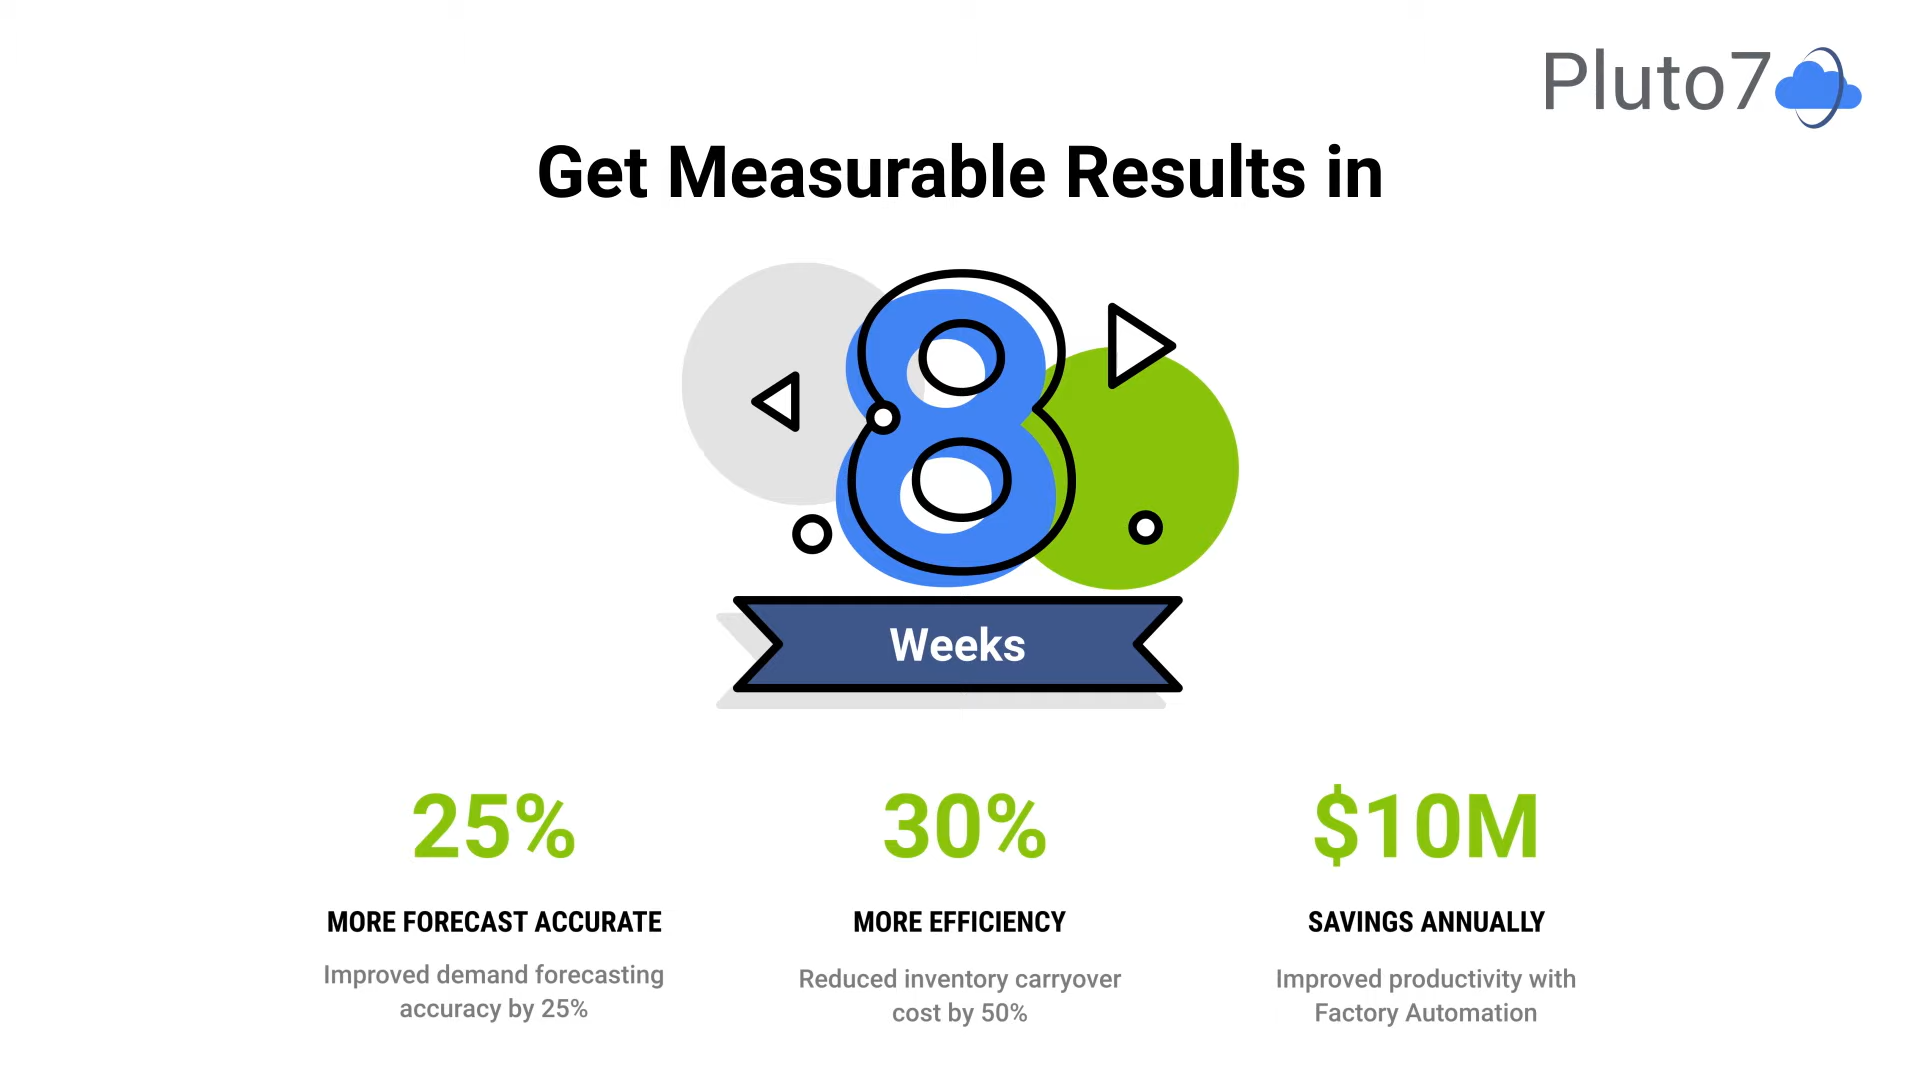 Pluto7
Get Measurable Results in
8
Weeks
25%
MORE FORECAST ACCURATE
Improved demand forecasting
accuracy by 25%
30%
MORE EFFICIENCY
Reduced inventory carryover
cost by 50%
$10M
SAVINGS ANNUALLY
Improved productivity with
Factory Automation